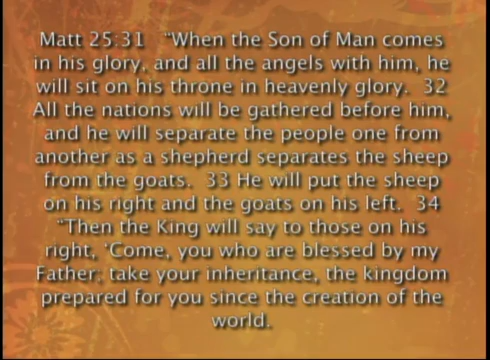 Matt 25:31 "When the Son of Man comes
in his glory, and all the angels with him, he
will sit on his throne in heavenly glory. 32
All the nations will be gathered before him,
and he will separate the people one from
another as a shepherd separates the sheep
from the goats. 33 He will put the sheep
on his right and the goats on his left. 34
"Then the King will say to those on his
right, 'Come, you who are blessed by my
Father; take your inheritance, the kingdom
prepared for you since the creation of the
world.